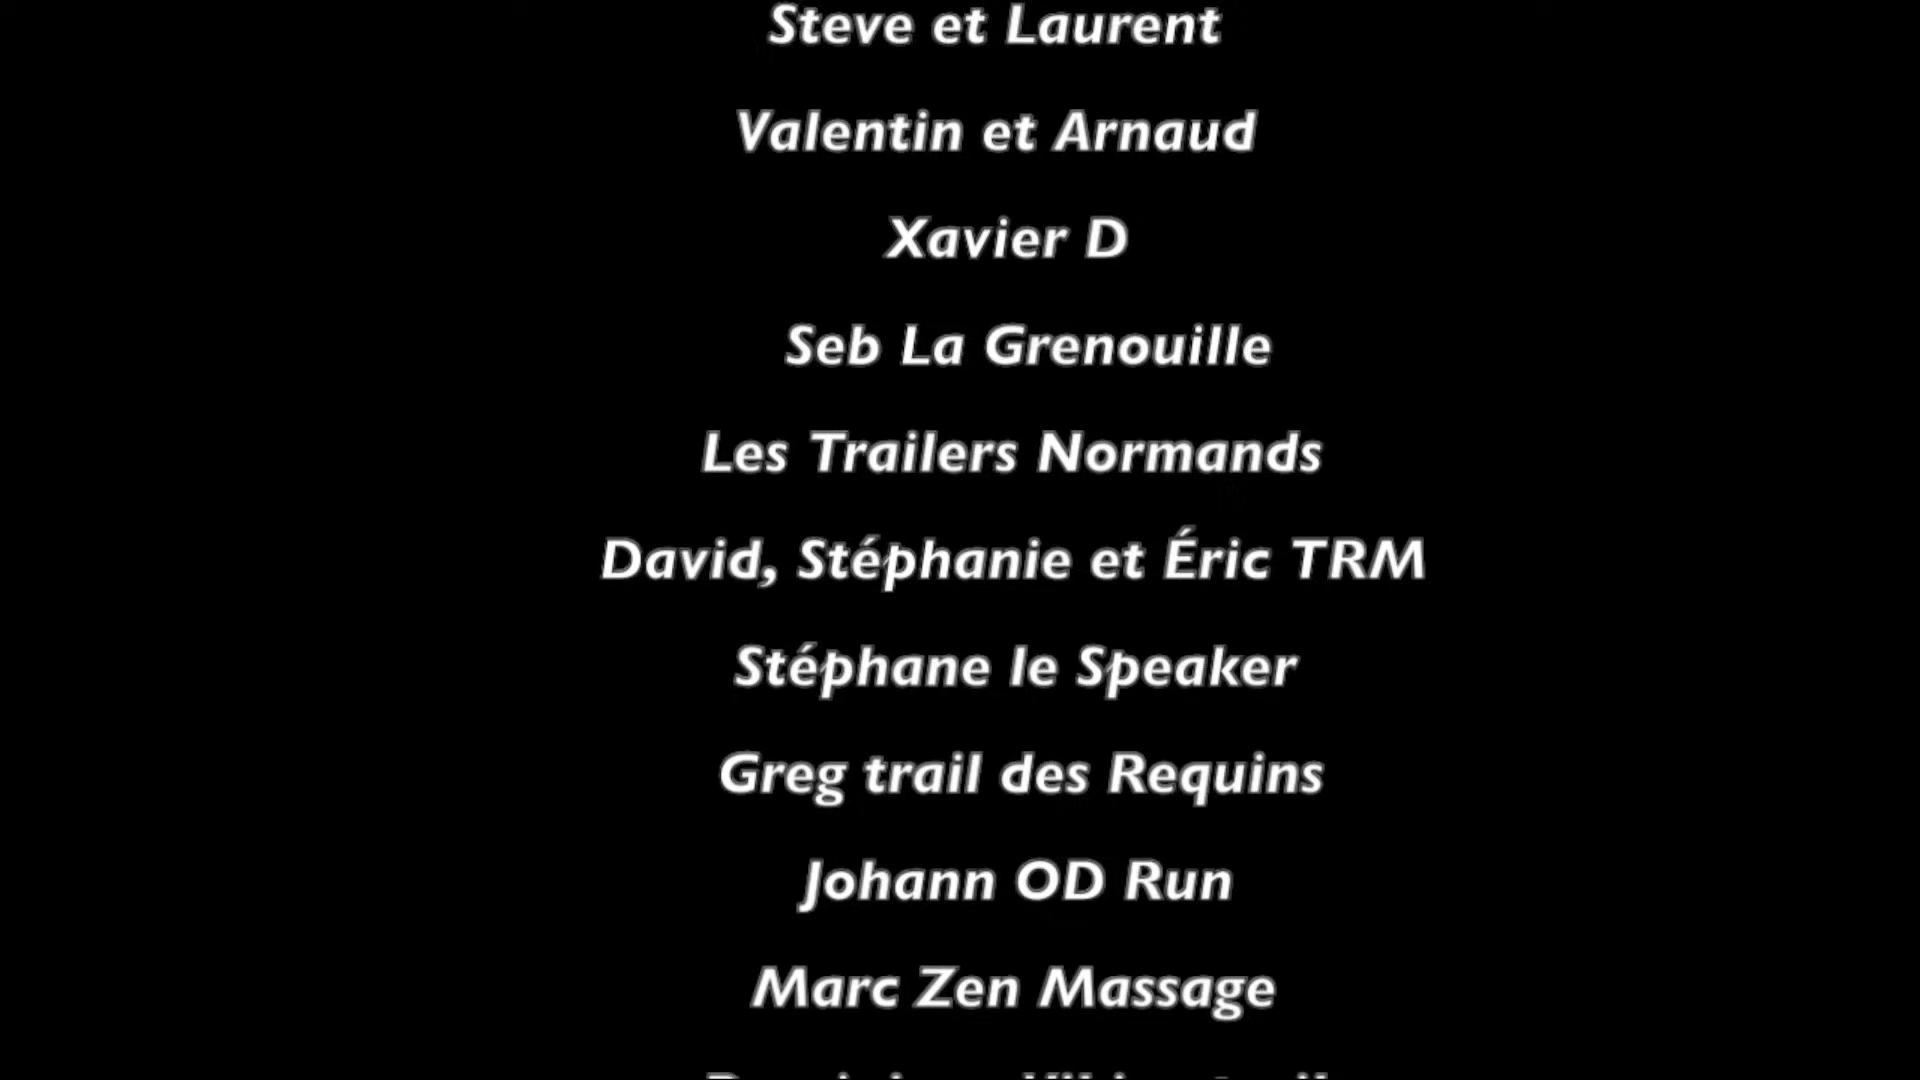 Steve et Laurent
Valentin et Arnaud
Xavier D
Seb La Grenouille
Les Trailers Normands
David, Stéphanie et Éric TRM
Stéphane le Speaker
Greg trail des Requins
Johann OD Run
Marc Zen Massage